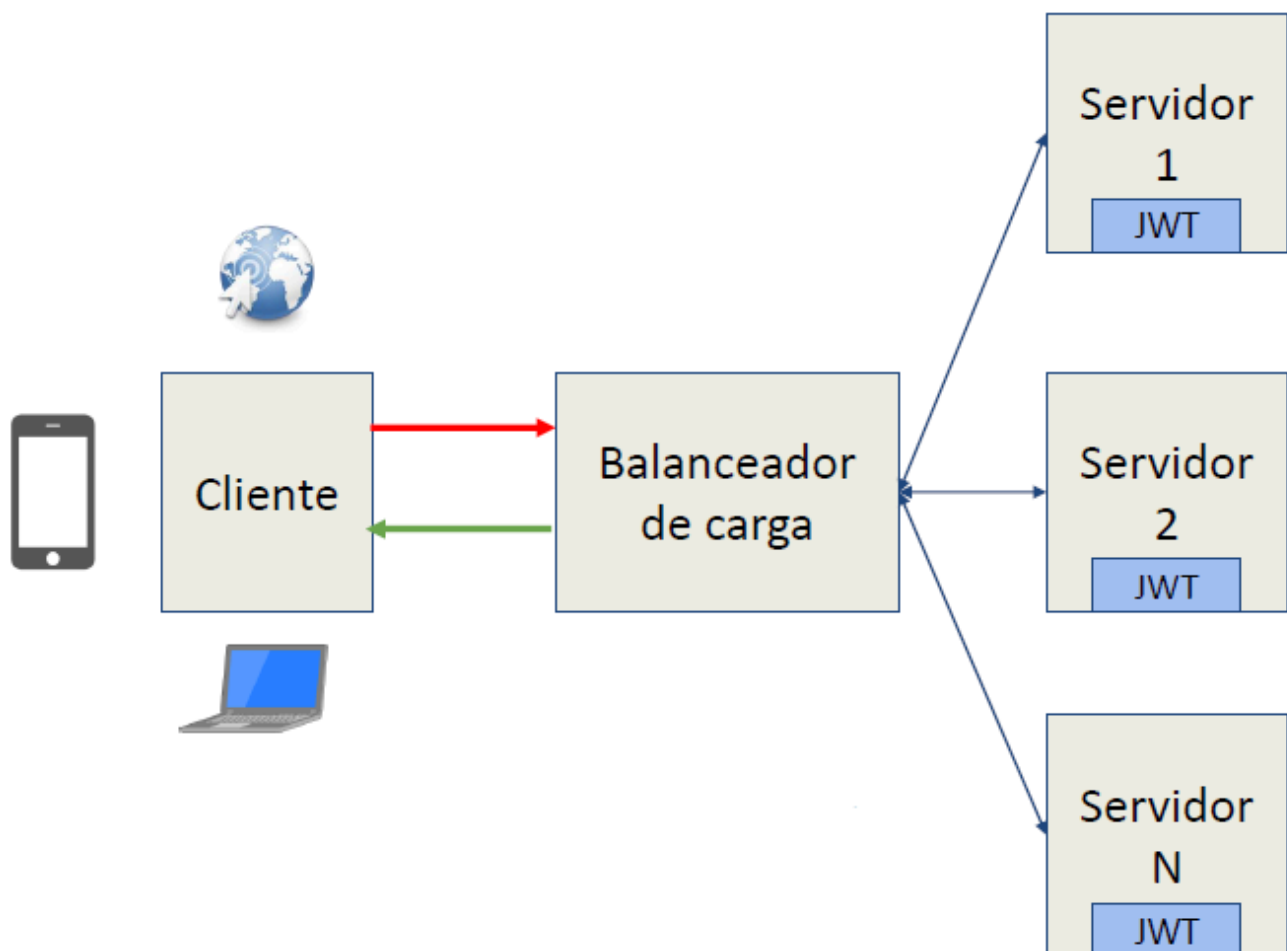 Cliente
Balanceador
de carga
Servidor
1
JWT
Servidor
2
JWT
Servidor
N
JWT